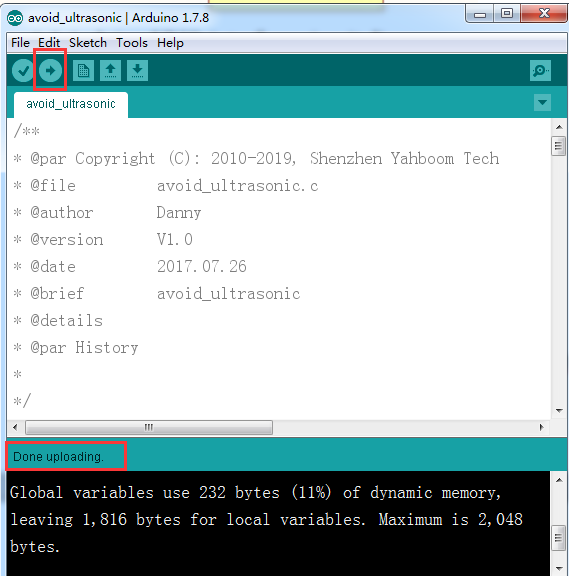 avoid_ultrasonic | Arduino 1.7.8
File Edit Sketch Tools Help
avoid_ultrasonic
/**
* @par Copyright (C): 2010-2019, Shenzhen Yahboom Tech
* @file avoid_ultrasonic.c
* @author Danny
* @version V1.0
* @date 2017.07.26
* @brief avoid_ultrasonic
* @details
* @par History
*
*/
Done uploading.
Global variables use 232 bytes (11%) of dynamic memory,
leaving 1,816 bytes for local variables. Maximum is 2,048
bytes.